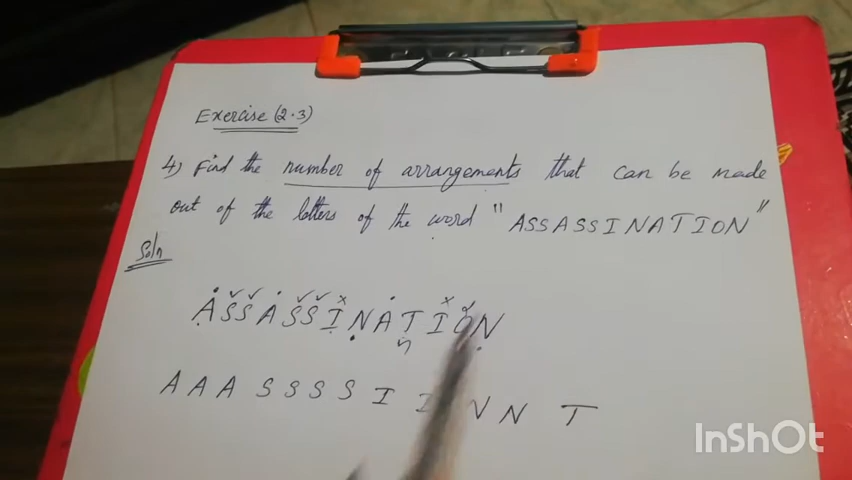 Exercise (2.3)
4) Find the number of arrangements that can be made
out of the letters of the word "ASSASSINATION"
Soln
ASSASSINATION
A A A S S S S I I N N T
InShOt